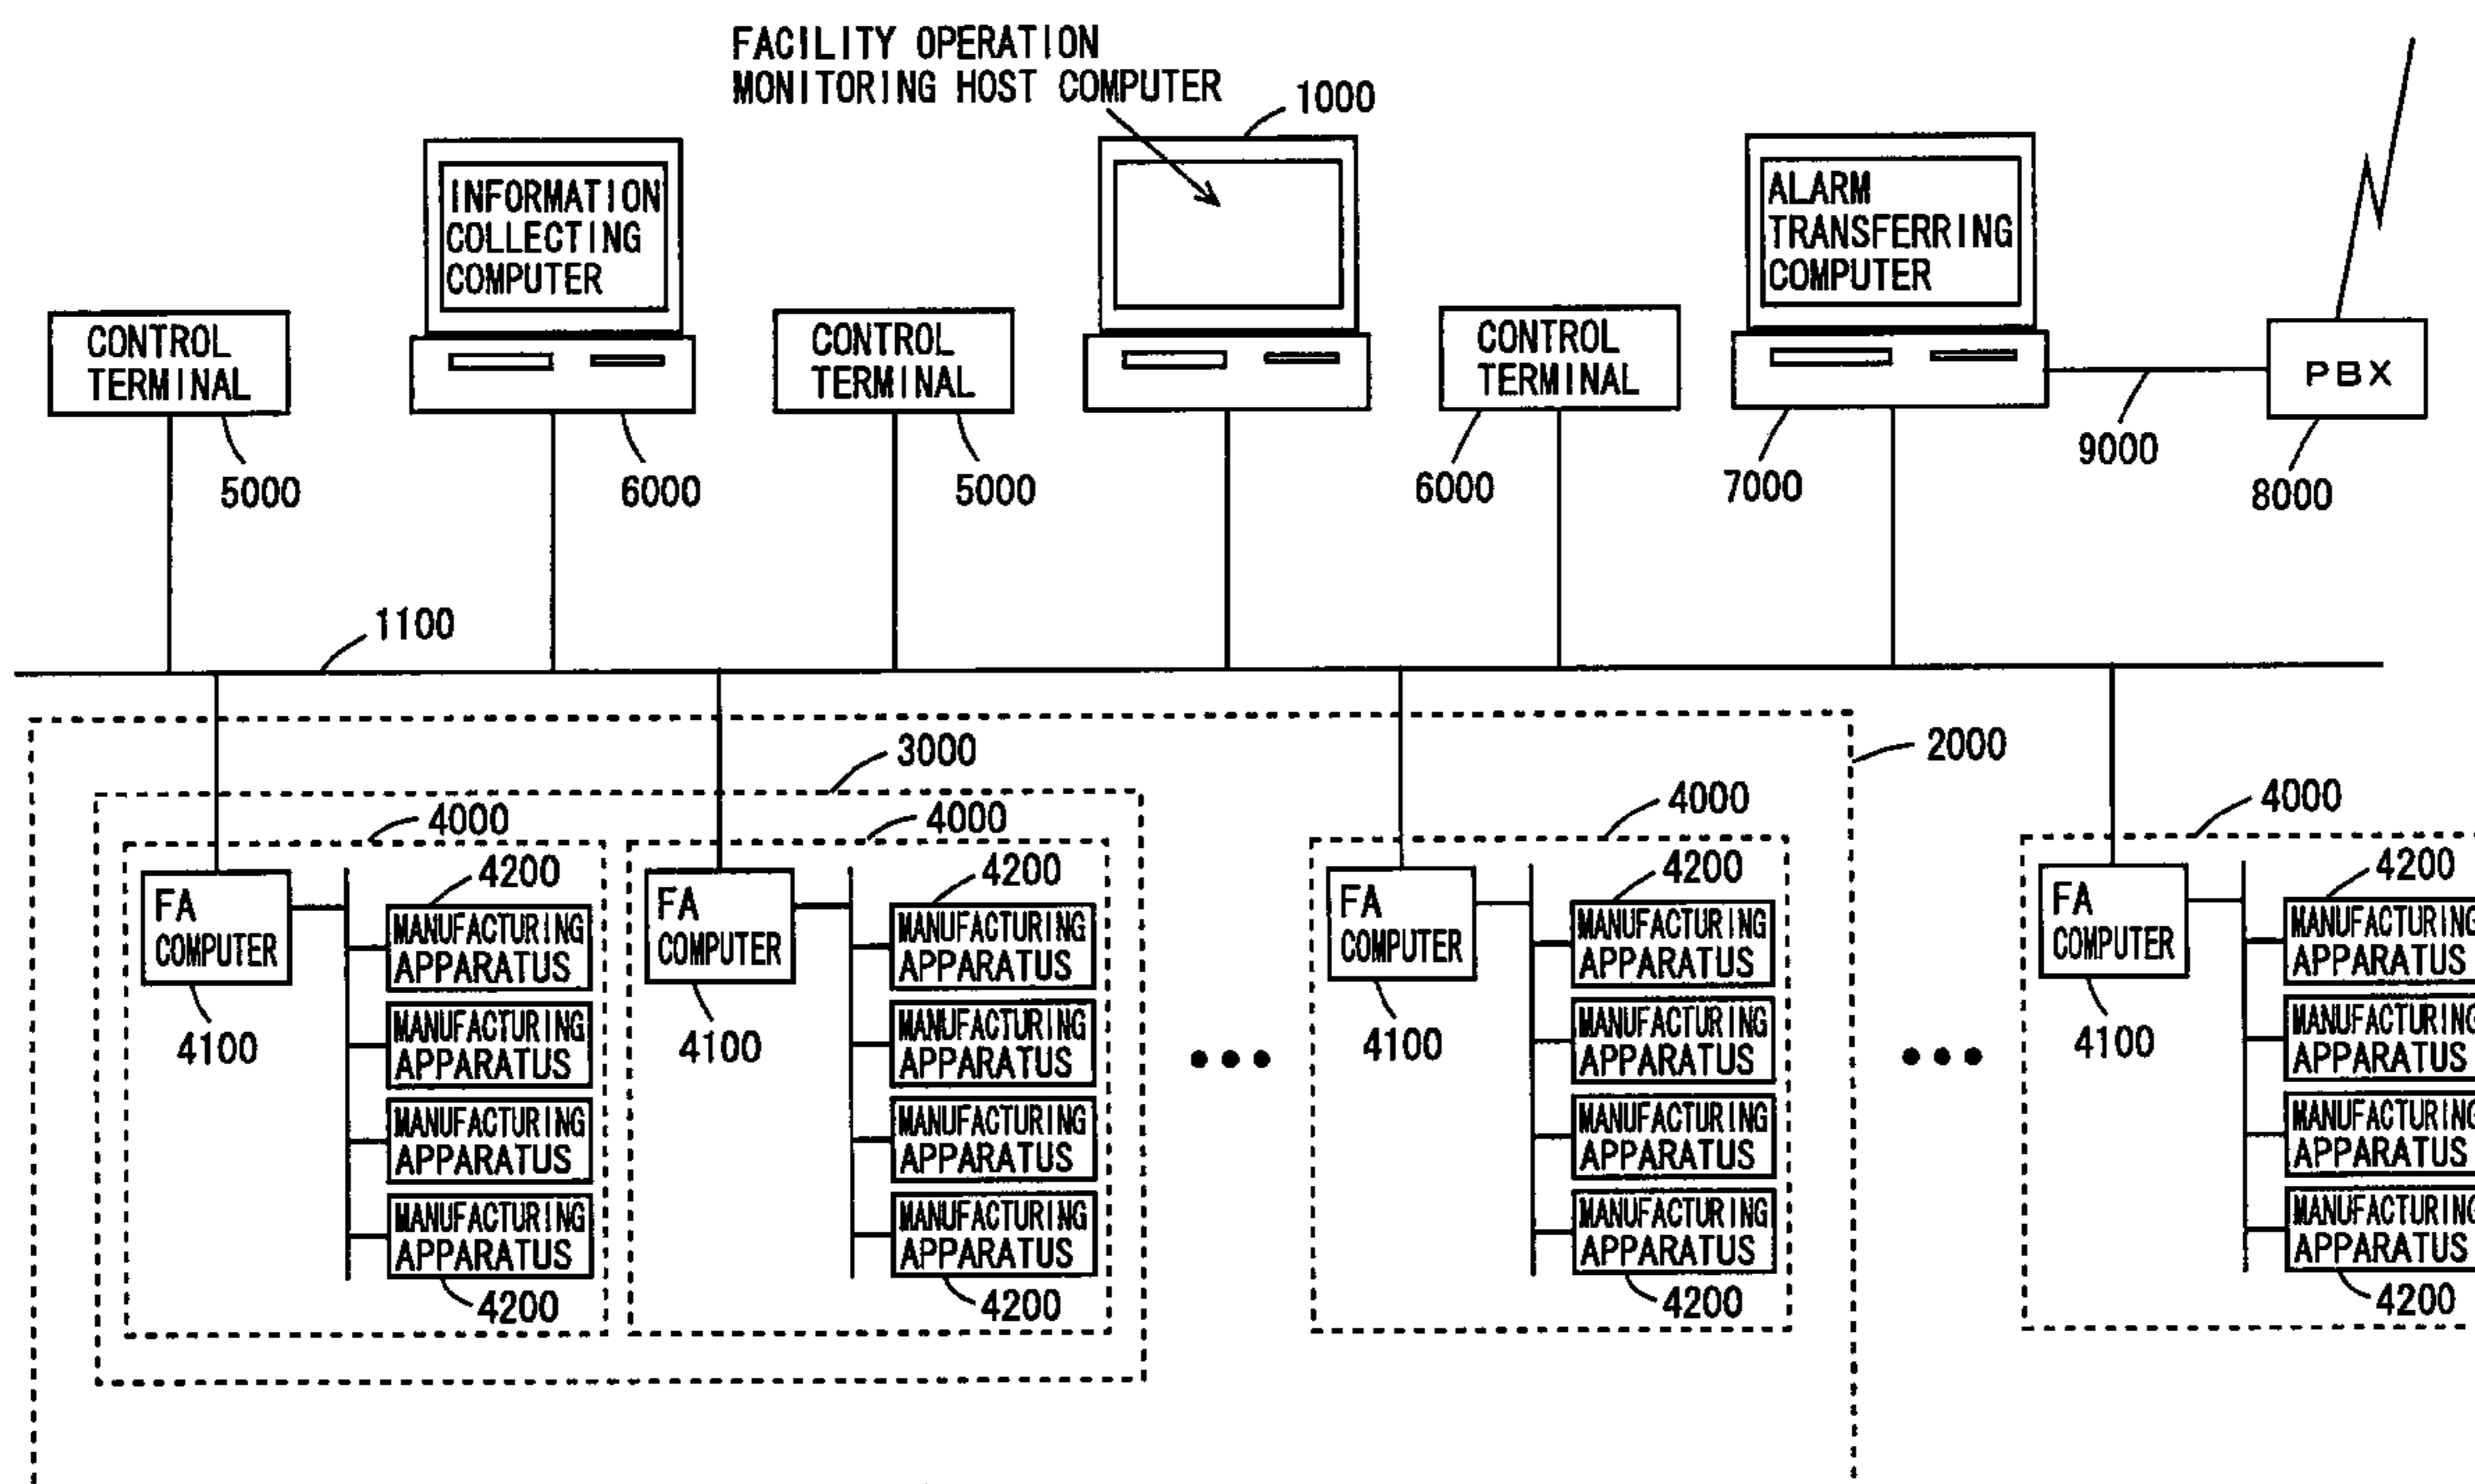 FACILITY OPERATION
MONITORING HOST COMPUTER
1000
INFORMATION
COLLECTING
COMPUTER
ALARM
TRANSFERRING
COMPUTER
CONTROL
TERMINAL
CONTROL
TERMINAL
CONTROL
TERMINAL
PBX
5000
6000
5000
6000
7000
9000
8000
1100
3000
2000
4000
4000
4000
4000
FA
COMPUTER
4100
4200
MANUFACTURING
APPARATUS
MANUFACTURING
APPARATUS
MANUFACTURING
APPARATUS
MANUFACTURING
APPARATUS
4200
FA
COMPUTER
4100
4200
MANUFACTURING
APPARATUS
MANUFACTURING
APPARATUS
MANUFACTURING
APPARATUS
MANUFACTURING
APPARATUS
4200
•••
FA
COMPUTER
4100
4200
MANUFACTURING
APPARATUS
MANUFACTURING
APPARATUS
MANUFACTURING
APPARATUS
MANUFACTURING
APPARATUS
4200
•••
FA
COMPUTER
4100
4200
MANUFACTURING
APPARATUS
MANUFACTURING
APPARATUS
MANUFACTURING
APPARATUS
MANUFACTURING
APPARATUS
4200